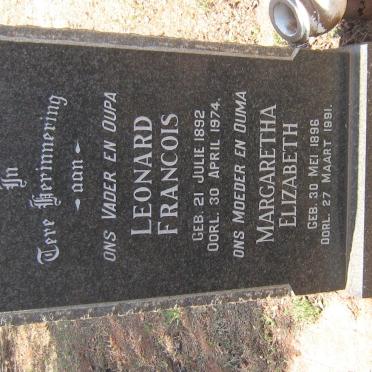 In
Tere Herinnering
aan
ONS VADER EN OUPA
LEONARD
FRANCOIS
GEB. 21 JULIE 1892
OORL. 30 APRIL 1974.
ONS MOEDER EN OUMA
MARGARETHA
ELIZABETH
GEB. 30 MEI 1896
OORL. 27 MAART 1991.